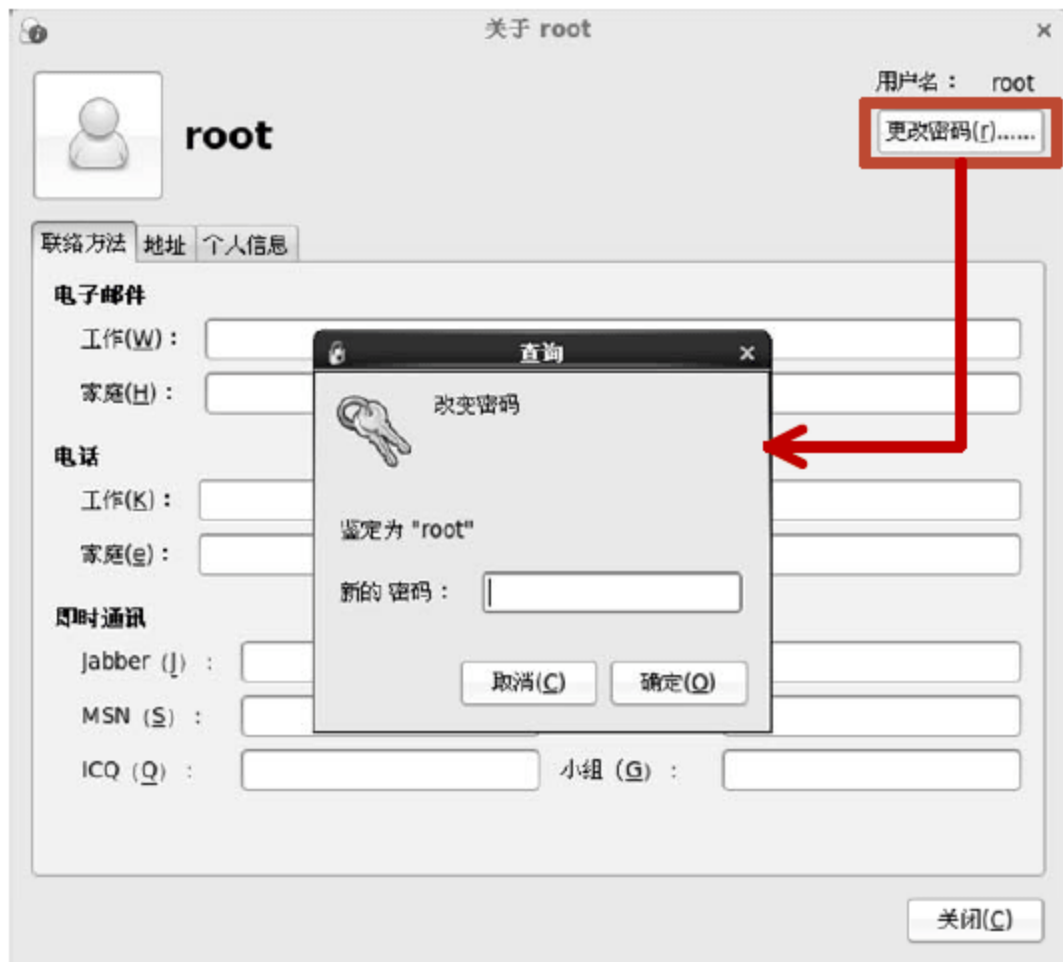 关于 root
用户名： root
root
更改密码(r)......
联络方法 地址 个人信息
电子邮件
工作(W)：
家庭(H)：
查询
改变密码
电话
工作(K)：
家庭(e)：
鉴定为 "root"
新的 密码：
即时通讯
Jabber (J) ：
取消(C) 确定(O)
MSN (S) ：
ICQ (Q) ： 小组 (G) ：
关闭(C)